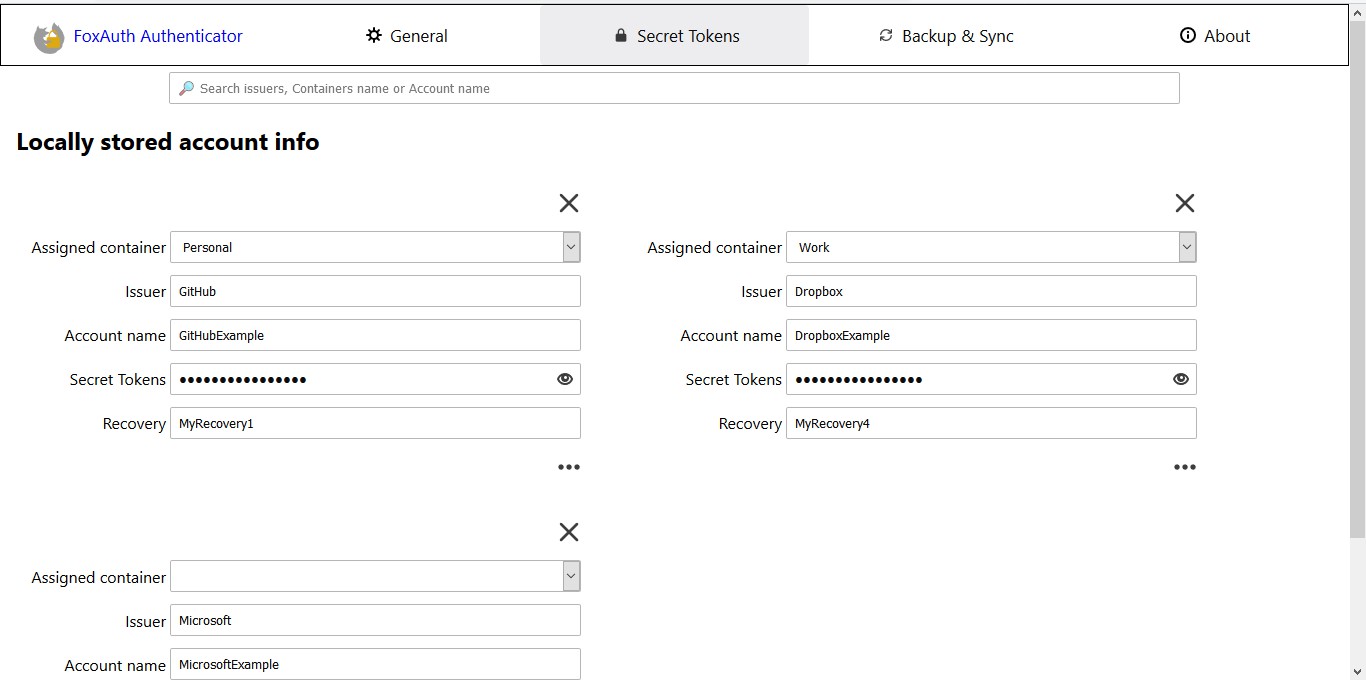 FoxAuth Authenticator General Secret Tokens Backup & Sync About
Search issuers, Containers name or Account name
Locally stored account info
Assigned container Personal
Issuer GitHub
Account name GitHubExample
Secret Tokens ••••••••••••••••
Recovery MyRecovery1
Assigned container Work
Issuer Dropbox
Account name DropboxExample
Secret Tokens ••••••••••••••••
Recovery MyRecovery4
Assigned container
Issuer Microsoft
Account name MicrosoftExample